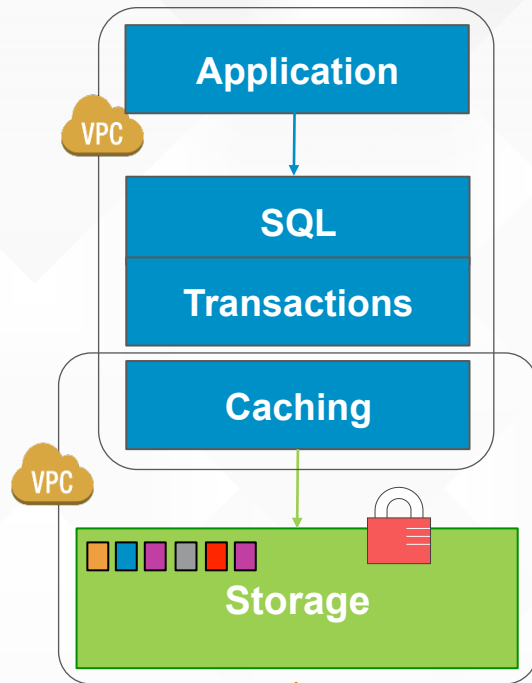 Application
VPC
SQL
Transactions
Caching
VPC
Storage